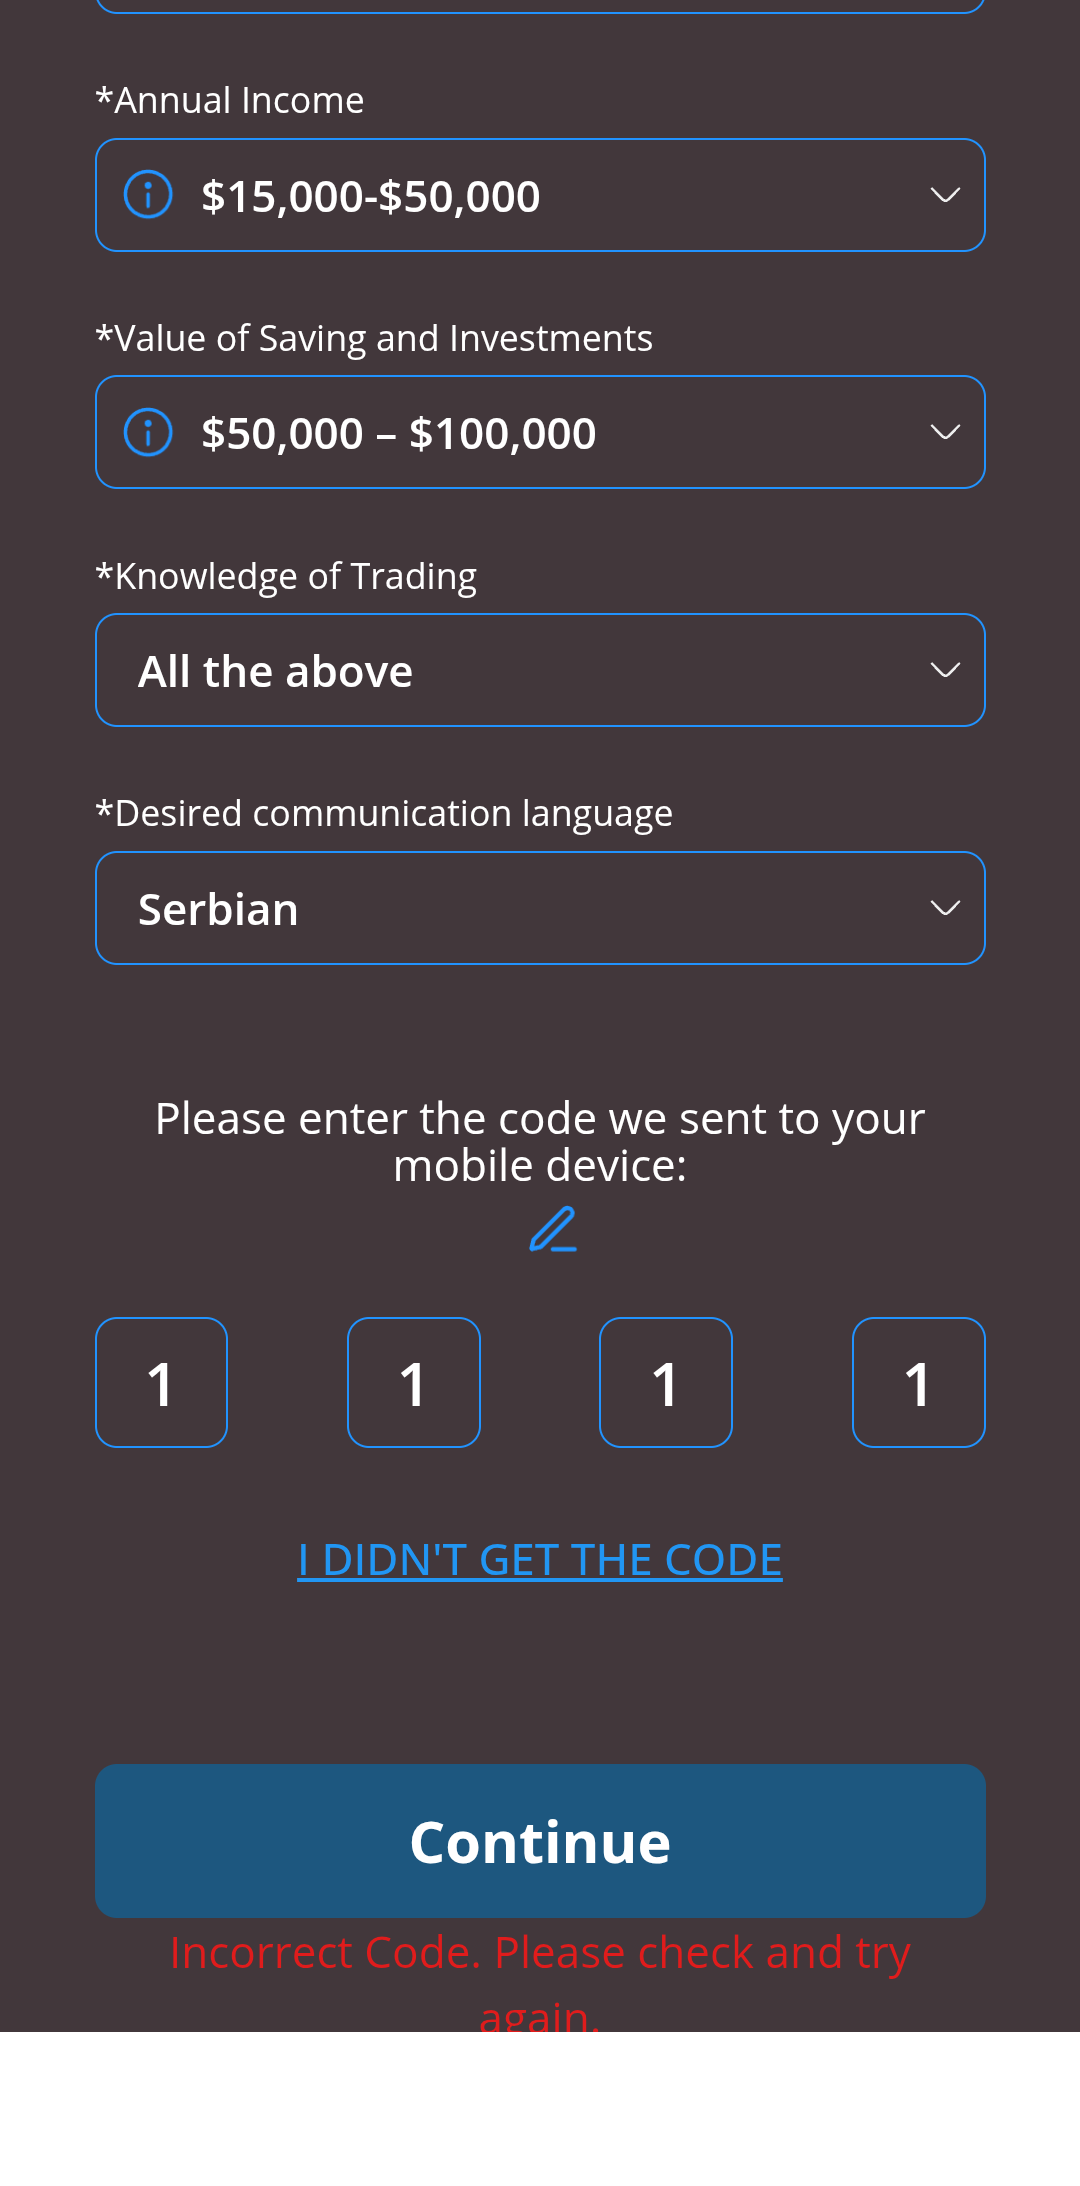 *Annual Income
$15,000-$50,000
*Value of Saving and Investments
$50,000 – $100,000
*Knowledge of Trading
All the above
*Desired communication language
Serbian
Please enter the code we sent to your
mobile device:
1 1 1 1
I DIDN'T GET THE CODE
Continue
Incorrect Code. Please check and try
again.